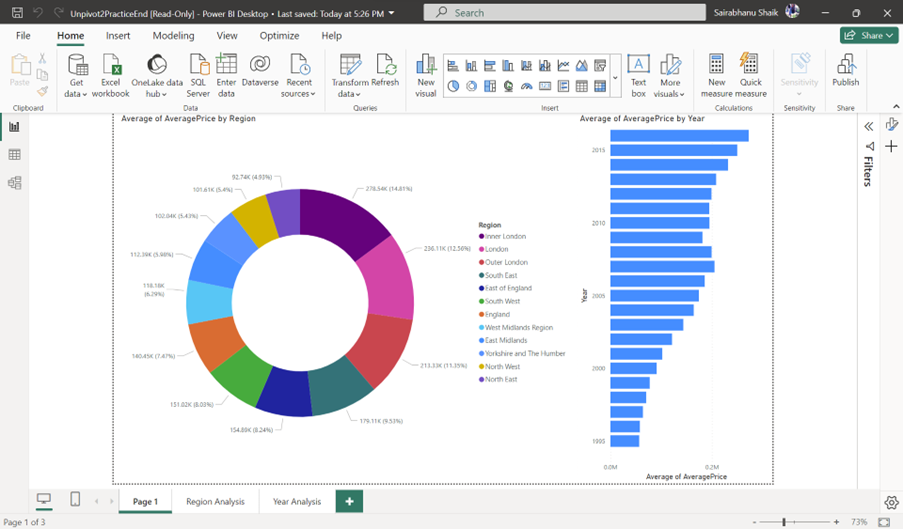 Unpivot2PracticeEnd (Read-Only) - Power BI Desktop • Last saved: Today at 5:26 PM
Search
Sairabhanu Shaik
File Home Insert Modeling View Optimize Help
Share
Paste
Get data
Excel workbook
OneLake data hub
SQL Server
Enter data
Dataverse
Recent sources
Transform data
Refresh
New visual
Text box
More visuals
New measure
Quick measure
Sensitivity
Publish
Clipboard
Data
Queries
Insert
Calculations
Sensitivity
Share
Average of AveragePrice by Region
92.74K (4.93%)
101.61K (5.4%)
102.04K (5.43%)
112.39K (5.98%)
118.18K
(6.29%)
140.45K (7.47%)
151.02K (8.03%)
154.88K (8.24%)
179.11K (9.53%)
213.33K (11.35%)
236.11K (12.56%)
278.54K (14.81%)
Region
Inner London
London
Outer London
South East
East of England
South West
England
West Midlands Region
East Midlands
Yorkshire and The Humber
North West
North East
Average of AveragePrice by Year
Year
2015
2010
2005
2000
1995
0.0M 0.2M
Average of AveragePrice
Filters
Page 1 Region Analysis Year Analysis
Page 1 of 3
73%